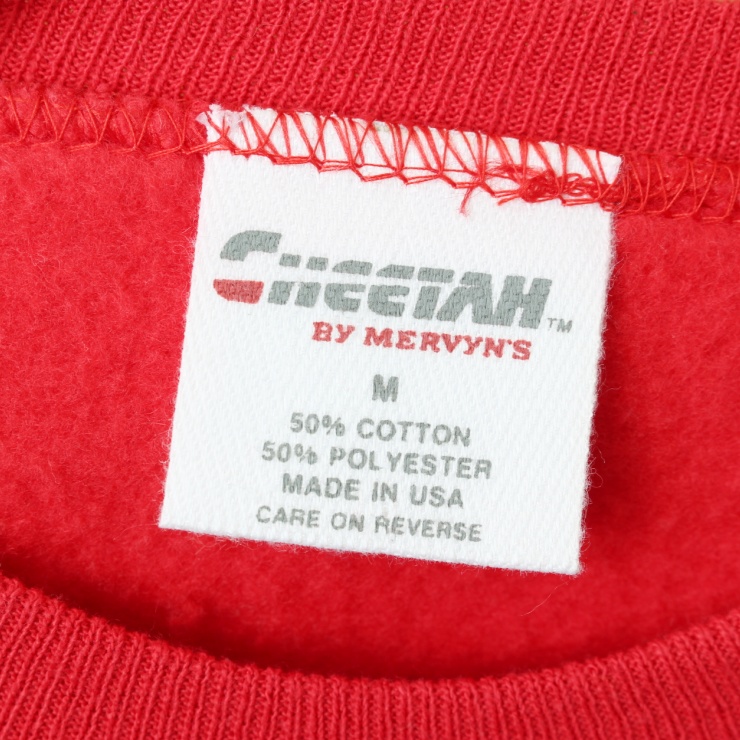 CHEETAH™
BY MERVYN'S
M
50% COTTON
50% POLYESTER
MADE IN USA
CARE ON REVERSE